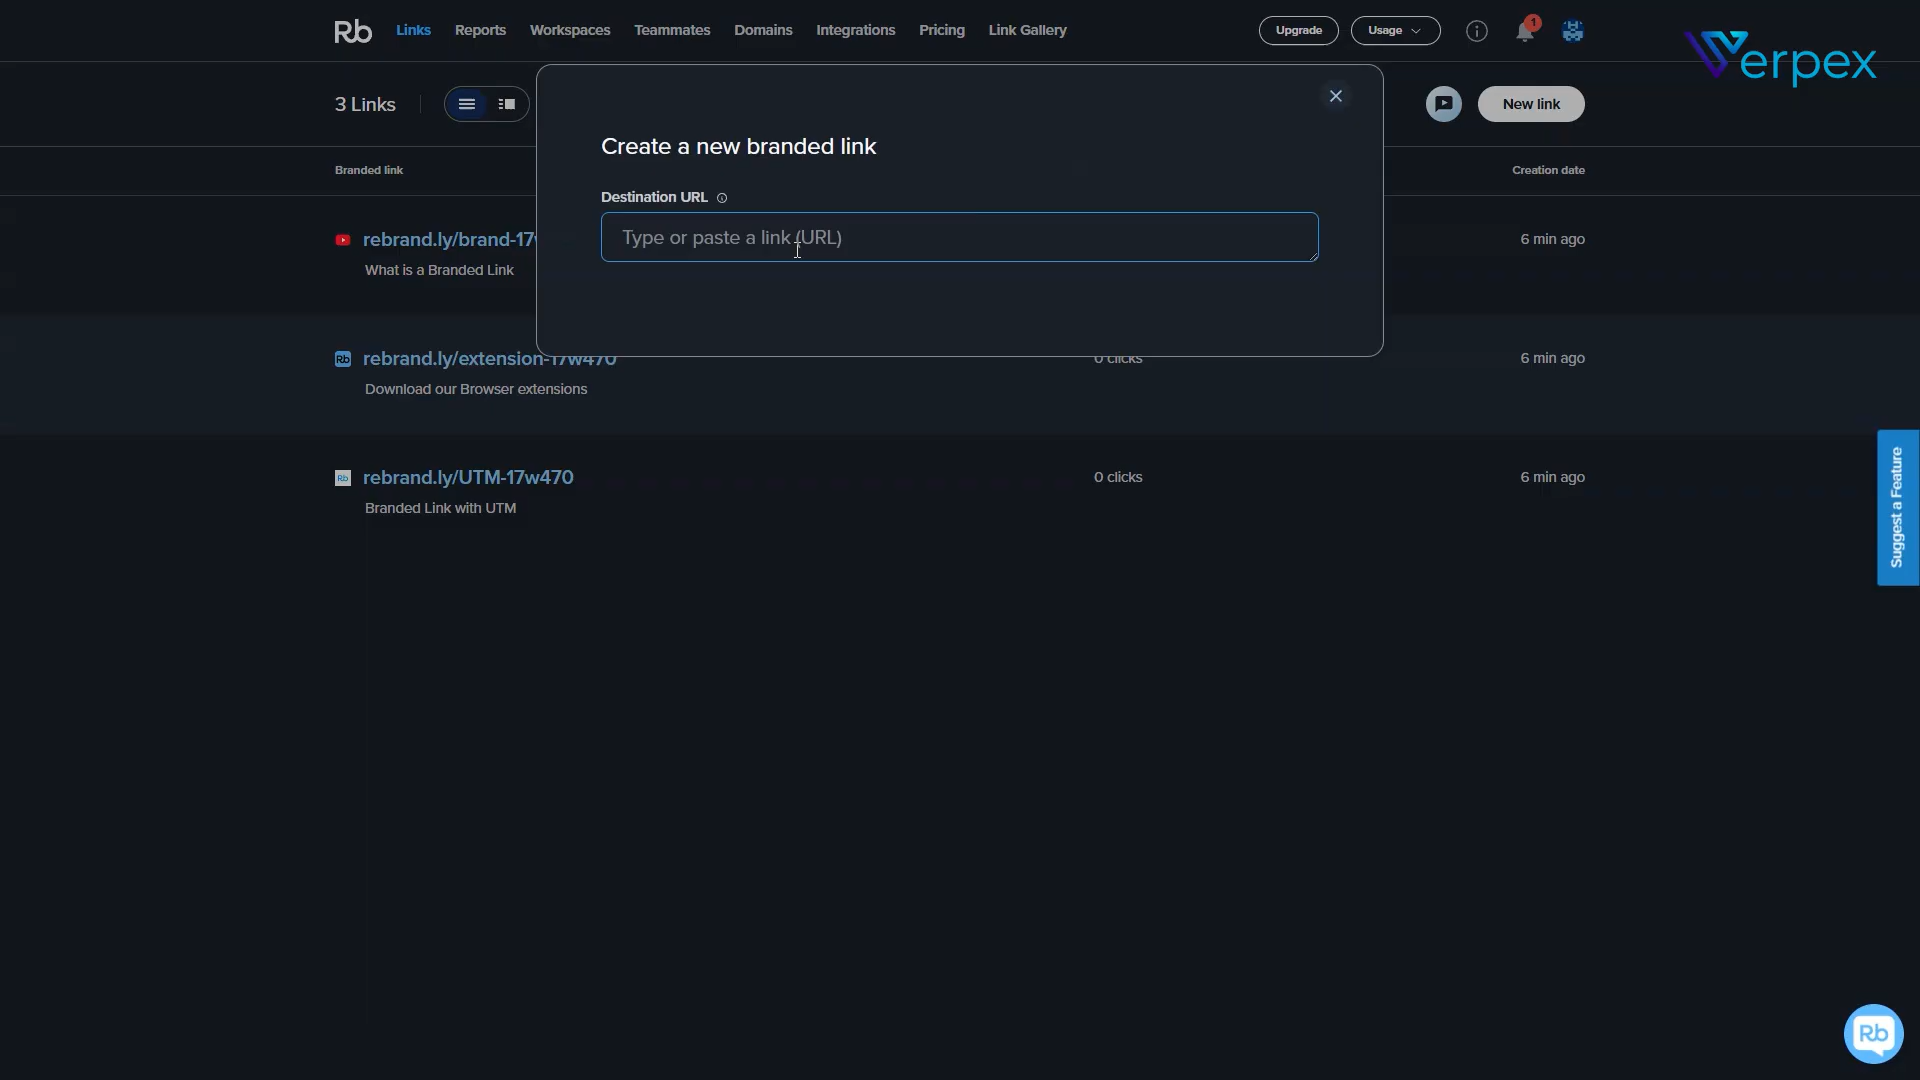 Rb Links Reports Workspaces Teammates Domains Integrations Pricing Link Gallery Upgrade Usage 1
Verpex
3 Links New link
Create a new branded link
Branded link Creation date
Destination URL
Type or paste a link (URL)
rebrand.ly/brand-17 6 min ago
What is a Branded Link
rebrand.ly/extension-17w470 0 clicks 6 min ago
Download our Browser extensions
Rb rebrand.ly/UTM-17w470 0 clicks 6 min ago
Branded Link with UTM
Suggest a Feature
Rb